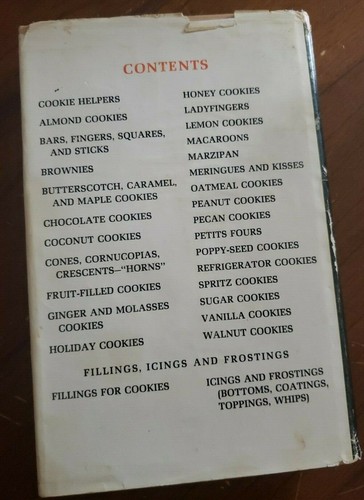 CONTENTS
COOKIE HELPERS
ALMOND COOKIES
BARS, FINGERS, SQUARES,
AND STICKS
BROWNIES
BUTTERSCOTCH, CARAMEL,
AND MAPLE COOKIES
CHOCOLATE COOKIES
COCONUT COOKIES
CONES, CORNUCOPIAS,
CRESCENTS—"HORNS"
FRUIT-FILLED COOKIES
GINGER AND MOLASSES
COOKIES
HOLIDAY COOKIES
HONEY COOKIES
LADYFINGERS
LEMON COOKIES
MACAROONS
MARZIPAN
MERINGUES AND KISSES
OATMEAL COOKIES
PEANUT COOKIES
PECAN COOKIES
PETITS FOURS
POPPY-SEED COOKIES
REFRIGERATOR COOKIES
SPRITZ COOKIES
SUGAR COOKIES
VANILLA COOKIES
WALNUT COOKIES
FILLINGS, ICINGS AND FROSTINGS
FILLINGS FOR COOKIES
ICINGS AND FROSTINGS
(BOTTOMS, COATINGS,
TOPPINGS, WHIPS)